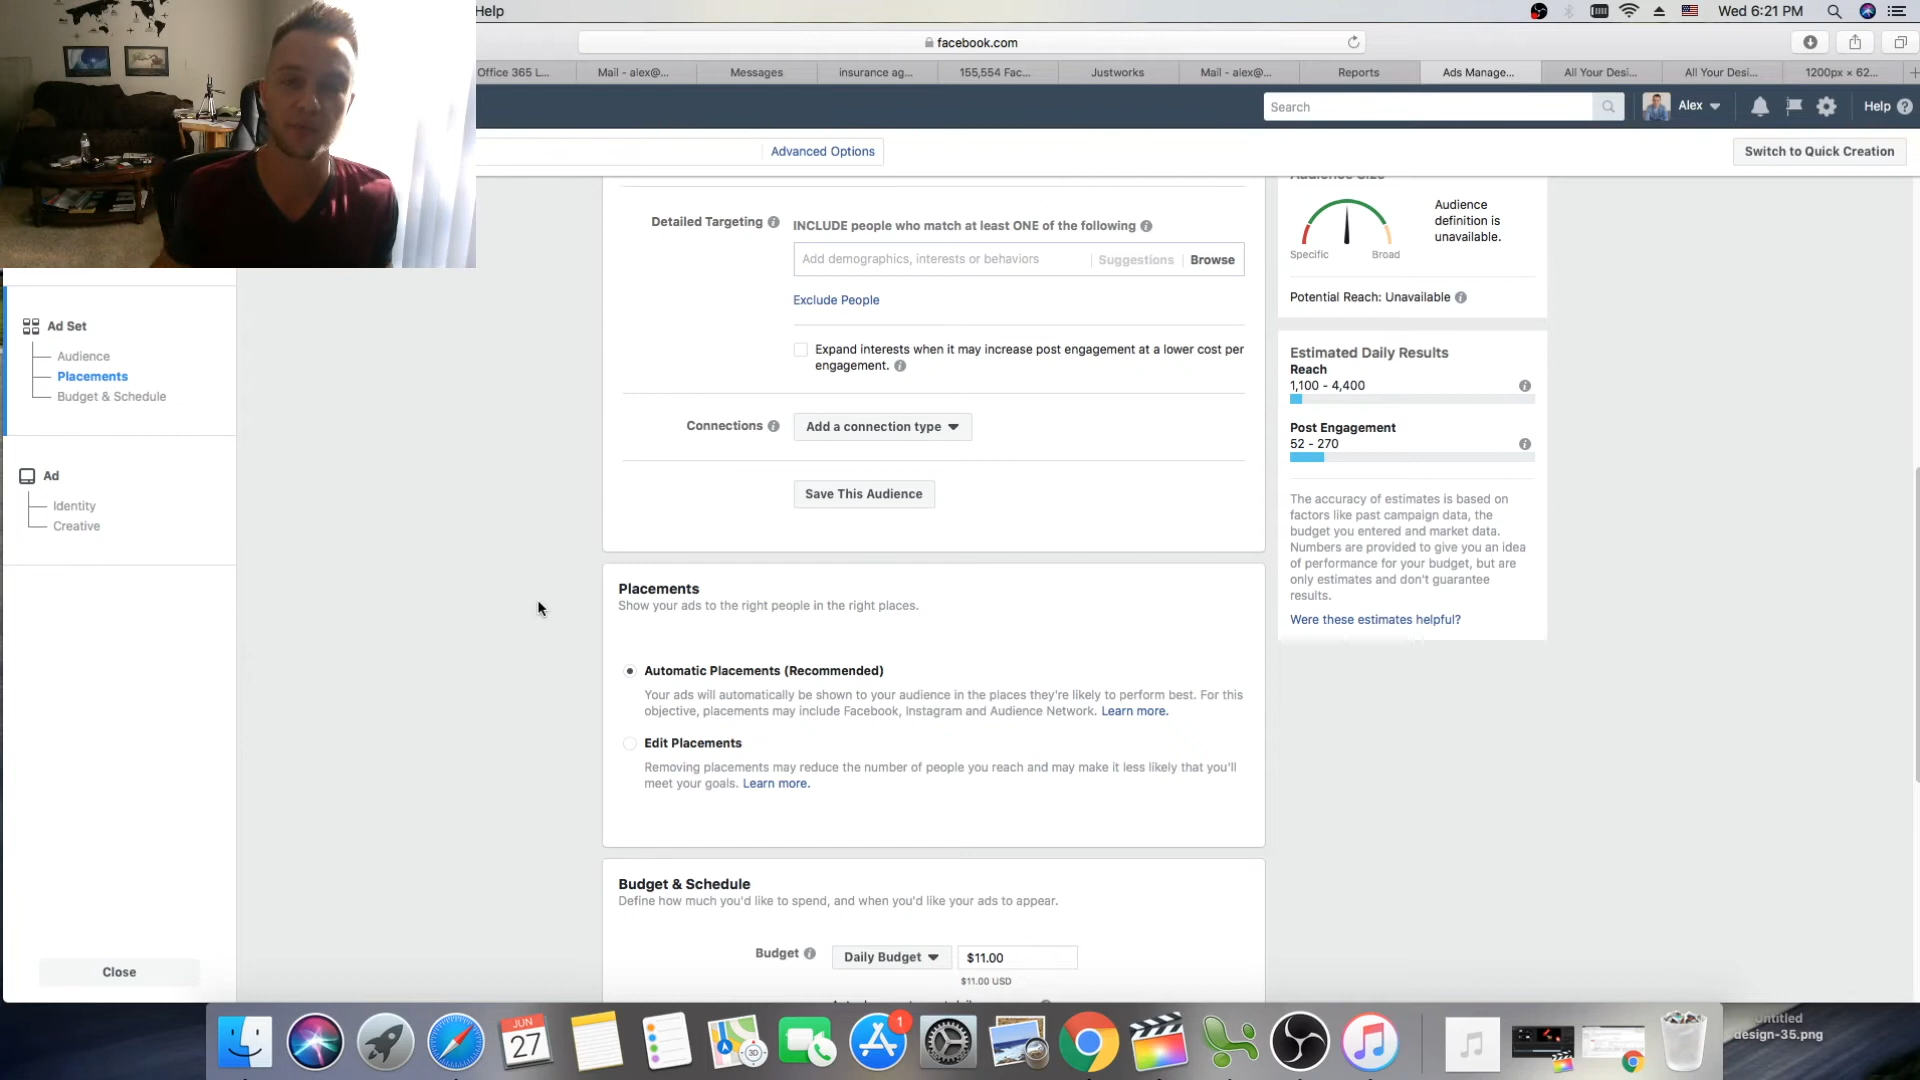 Help
Wed 6:21 PM
facebook.com
Office 365 L...
Mail - alex@...
Messages
insurance ag...
155,554 Fac...
Justworks
Mail - alex@...
Reports
Ads Manage...
All Your Desi...
All Your Desi...
1200px × 62...
Search
Alex
Help
Advanced Options
Switch to Quick Creation
Ad Set
Audience
Placements
Budget & Schedule
Ad
Identity
Creative
Close
Detailed Targeting
INCLUDE people who match at least ONE of the following
Add demographics, interests or behaviors
Suggestions
Browse
Exclude People
Expand interests when it may increase post engagement at a lower cost per
engagement.
Connections
Add a connection type
Save This Audience
Placements
Show your ads to the right people in the right places.
Automatic Placements (Recommended)
Your ads will automatically be shown to your audience in the places they're likely to perform best. For this
objective, placements may include Facebook, Instagram and Audience Network. Learn more.
Edit Placements
Removing placements may reduce the number of people you reach and may make it less likely that you'll
meet your goals. Learn more.
Budget & Schedule
Define how much you'd like to spend, and when you'd like your ads to appear.
Budget
Daily Budget
$11.00
$11.00 USD
Audience Size
Audience
definition is
unavailable.
Specific
Broad
Potential Reach: Unavailable
Estimated Daily Results
Reach
1,100 - 4,400
Post Engagement
52 - 270
The accuracy of estimates is based on
factors like past campaign data, the
budget you entered and market data.
Numbers are provided to give you an idea
of performance for your budget, but are
only estimates and don't guarantee
results.
Were these estimates helpful?
JUN
27
3D
1
Untitled
design-35.png